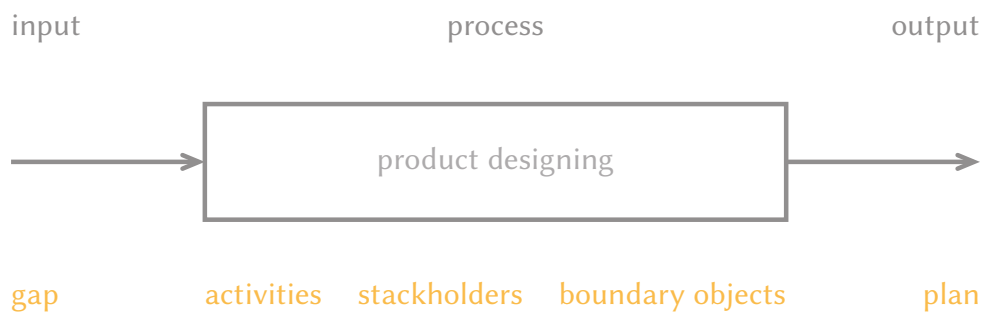 input process output
product designing
gap activities stackholders boundary objects plan